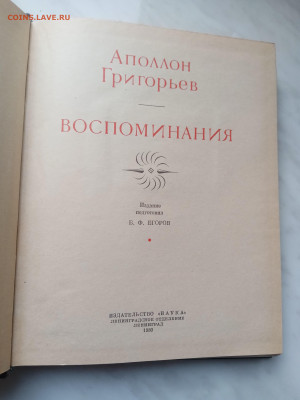 COINS.LAVE.RU
Аполлон
Григорьев
ВОСПОМИНАНИЯ
Издание
подготовил
Б. Ф. ЕГОРОВ
ИЗДАТЕЛЬСТВО «НАУКА»
ЛЕНИНГРАДСКОЕ ОТДЕЛЕНИЕ
ЛЕНИНГРАД